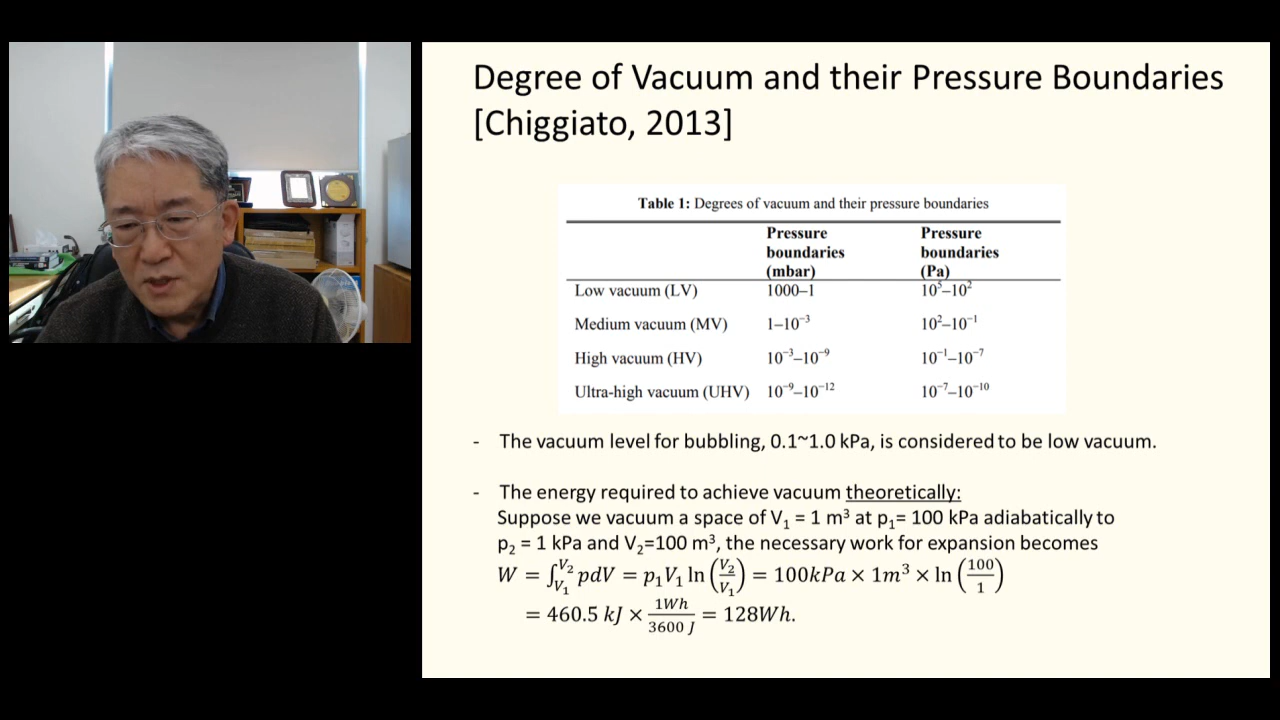 Degree of Vacuum and their Pressure Boundaries
[Chiggiato, 2013]
Table 1: Degrees of vacuum and their pressure boundaries
Pressure boundaries (mbar) Pressure boundaries (Pa)
Low vacuum (LV) 1000–1 10⁵–10²
Medium vacuum (MV) 1–10⁻³ 10²–10⁻¹
High vacuum (HV) 10⁻³–10⁻⁹ 10⁻¹–10⁻⁷
Ultra-high vacuum (UHV) 10⁻⁹–10⁻¹² 10⁻⁷–10⁻¹⁰
- The vacuum level for bubbling, 0.1~1.0 kPa, is considered to be low vacuum.
- The energy required to achieve vacuum theoretically:
Suppose we vacuum a space of V₁ = 1 m³ at p₁= 100 kPa adiabatically to
p₂ = 1 kPa and V₂=100 m³, the necessary work for expansion becomes
W = ∫_{V₁}^{V₂} pdV = p₁V₁ ln (V₂/V₁) = 100kPa × 1m³ × ln (100/1)
= 460.5 kJ × 1Wh/3600 J = 128Wh.